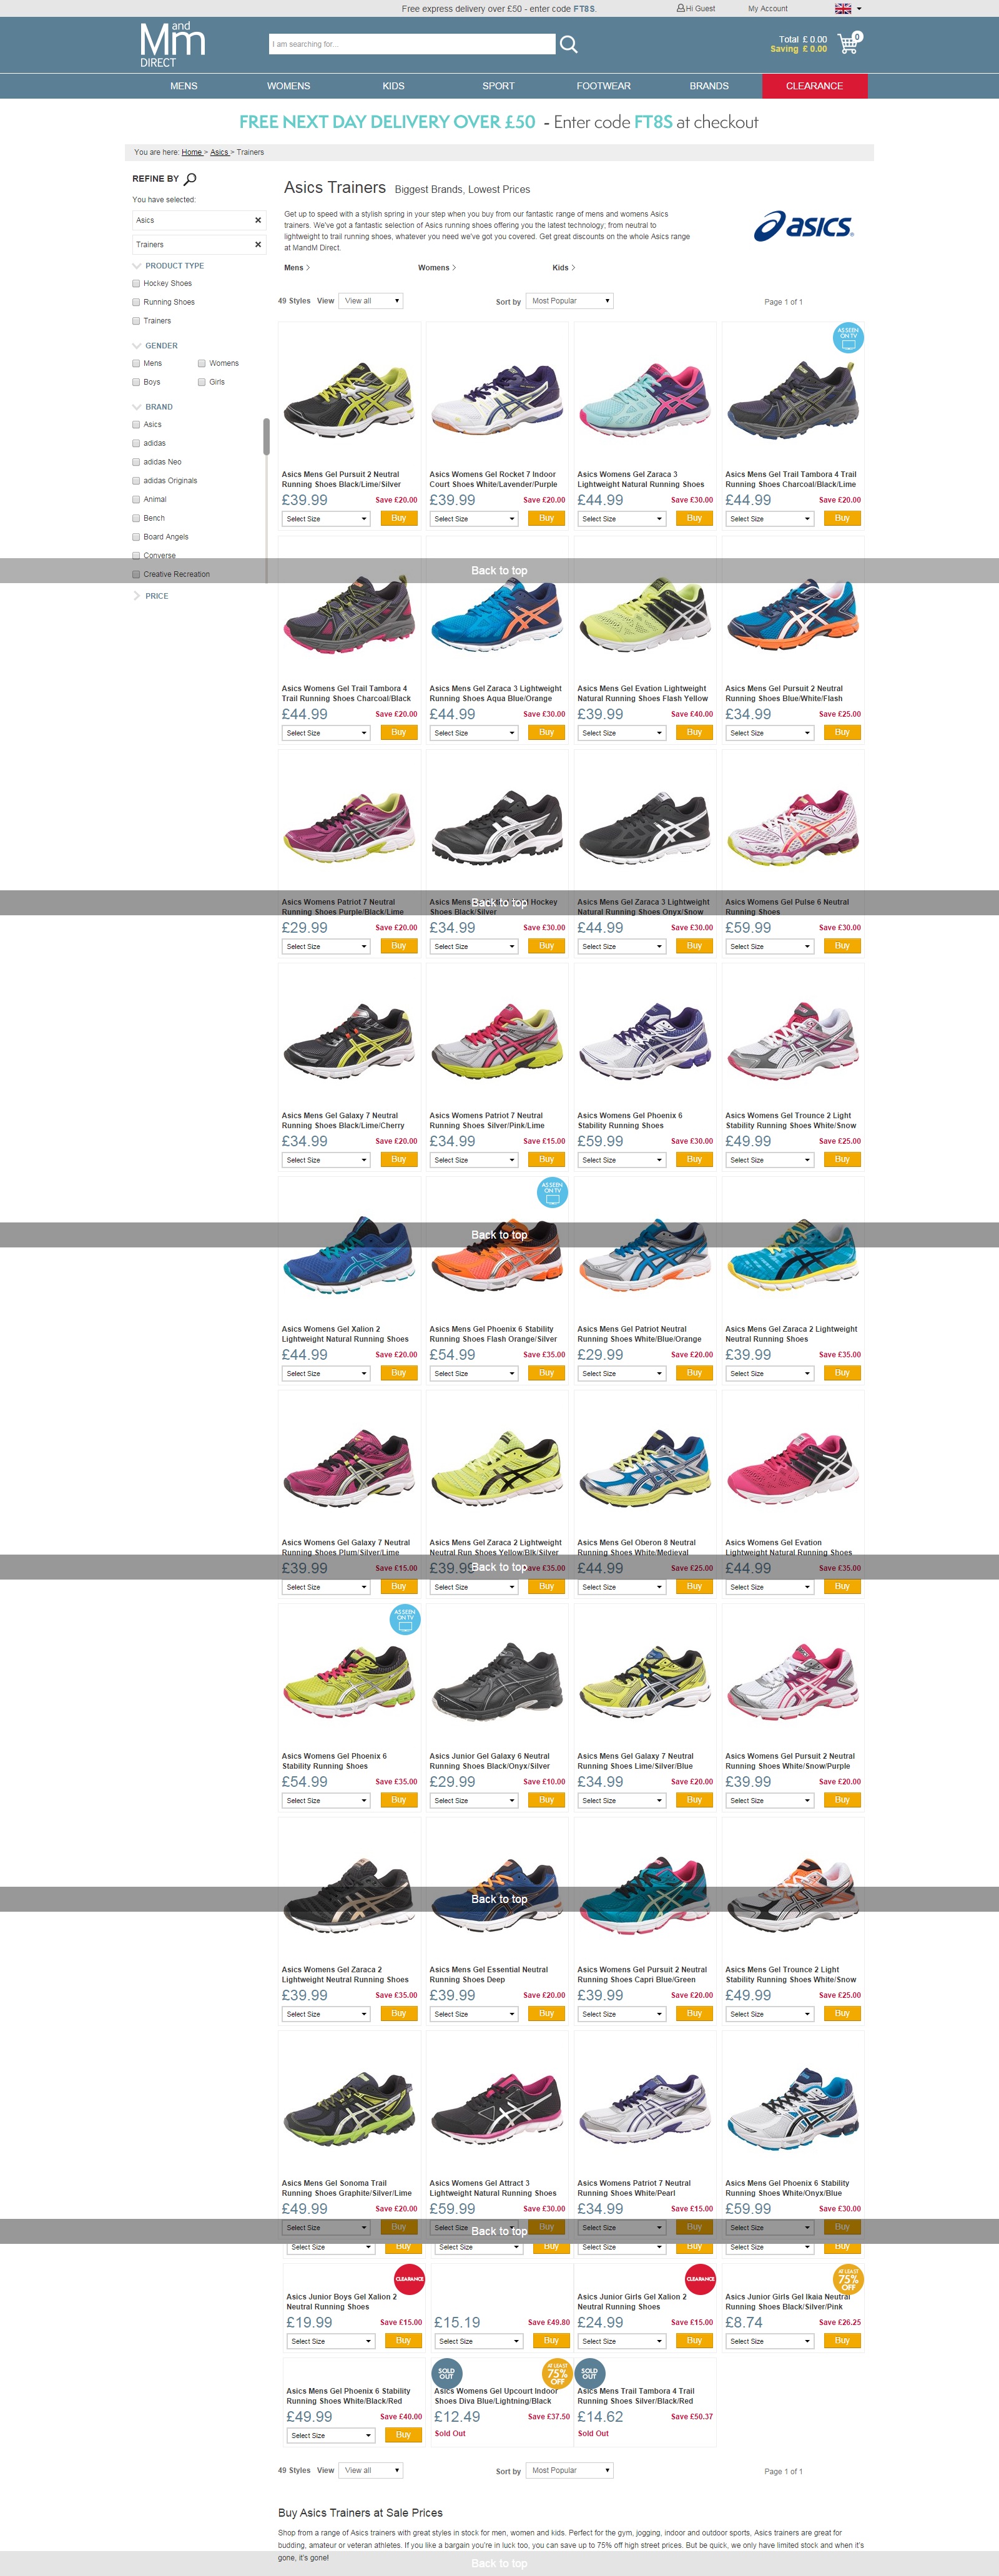 Free express delivery over £50 - enter code FT8S.
Hi Guest
My Account
MandM DIRECT
I am searching for...
Total £ 0.00
Saving £ 0.00
0
MENS WOMENS KIDS SPORT FOOTWEAR BRANDS CLEARANCE
FREE NEXT DAY DELIVERY OVER £50 - Enter code FT8S at checkout
You are here: Home > Asics > Trainers
REFINE BY
You have selected:
Asics
Trainers
PRODUCT TYPE
Hockey Shoes
Running Shoes
Trainers
GENDER
Mens Womens
Boys Girls
BRAND
Asics
adidas
adidas Neo
adidas Originals
Animal
Bench
Board Angels
Converse
Creative Recreation
PRICE
Asics Trainers Biggest Brands, Lowest Prices
Get up to speed with a stylish spring in your step when you buy from our fantastic range of mens and womens Asics
trainers. We've got a fantastic selection of Asics running shoes offering you the latest technology; from neutral to
lightweight to trail running shoes, whatever you need we've got you covered. Get great discounts on the whole Asics range
at MandM Direct.
asics
Mens Womens Kids
49 Styles View View all Sort by Most Popular Page 1 of 1
AS SEEN
ON TV
Asics Mens Gel Pursuit 2 Neutral Asics Womens Gel Rocket 7 Indoor Asics Womens Gel Zaraca 3 Asics Mens Gel Trail Tambora 4 Trail
Running Shoes Black/Lime/Silver Court Shoes White/Lavender/Purple Lightweight Natural Running Shoes Running Shoes Charcoal/Black/Lime
£39.99 Save £20.00 £39.99 Save £20.00 £44.99 Save £30.00 £44.99 Save £20.00
Select Size Buy Select Size Buy Select Size Buy Select Size Buy
Back to top
Asics Womens Gel Trail Tambora 4 Asics Mens Gel Zaraca 3 Lightweight Asics Mens Gel Evation Lightweight Asics Mens Gel Pursuit 2 Neutral
Trail Running Shoes Charcoal/Black Running Shoes Aqua Blue/Orange Natural Running Shoes Flash Yellow Running Shoes Blue/White/Flash
£44.99 Save £20.00 £44.99 Save £30.00 £39.99 Save £40.00 £34.99 Save £25.00
Select Size Buy Select Size Buy Select Size Buy Select Size Buy
Asics Womens Patriot 7 Neutral Asics Mens Hockey Asics Mens Gel Zaraca 3 Lightweight Asics Womens Gel Pulse 6 Neutral
Back to top
Running Shoes Purple/Black/Lime Shoes Black/Silver Natural Running Shoes Onyx/Snow Running Shoes
£29.99 Save £20.00 £34.99 Save £30.00 £44.99 Save £30.00 £59.99 Save £30.00
Select Size Buy Select Size Buy Select Size Buy Select Size Buy
Asics Mens Gel Galaxy 7 Neutral Asics Womens Patriot 7 Neutral Asics Womens Gel Phoenix 6 Asics Womens Gel Trounce 2 Light
Running Shoes Black/Lime/Cherry Running Shoes Silver/Pink/Lime Stability Running Shoes Stability Running Shoes White/Snow
£34.99 Save £20.00 £34.99 Save £15.00 £59.99 Save £30.00 £49.99 Save £25.00
Select Size Buy Select Size Buy Select Size Buy Select Size Buy
AS SEEN
ON TV
Back to top
Asics Womens Gel Xalion 2 Asics Mens Gel Phoenix 6 Stability Asics Mens Gel Patriot Neutral Asics Mens Gel Zaraca 2 Lightweight
Lightweight Natural Running Shoes Running Shoes Flash Orange/Silver Running Shoes White/Blue/Orange Neutral Running Shoes
£44.99 Save £20.00 £54.99 Save £35.00 £29.99 Save £20.00 £39.99 Save £35.00
Select Size Buy Select Size Buy Select Size Buy Select Size Buy
Asics Womens Gel Galaxy 7 Neutral Asics Mens Gel Zaraca 2 Lightweight Asics Mens Gel Oberon 8 Neutral Asics Womens Gel Evation
Running Shoes Plum/Silver/Lime Neutral Run Shoes Yellow/Blk/Silver Running Shoes White/Medieval Lightweight Natural Running Shoes
£39.99 Save £15.00 £39.99 Save £35.00 £44.99 Save £25.00 £44.99 Save £35.00
Back to top
Select Size Buy Select Size Buy Select Size Buy Select Size Buy
AS SEEN
ON TV
Asics Womens Gel Phoenix 6 Asics Junior Gel Galaxy 6 Neutral Asics Mens Gel Galaxy 7 Neutral Asics Womens Gel Pursuit 2 Neutral
Stability Running Shoes Running Shoes Black/Onyx/Silver Running Shoes Lime/Silver/Blue Running Shoes White/Snow/Purple
£54.99 Save £35.00 £29.99 Save £10.00 £34.99 Save £20.00 £39.99 Save £20.00
Select Size Buy Select Size Buy Select Size Buy Select Size Buy
Back to top
Asics Womens Gel Zaraca 2 Asics Mens Gel Essential Neutral Asics Womens Gel Pursuit 2 Neutral Asics Mens Gel Trounce 2 Light
Lightweight Neutral Running Shoes Running Shoes Deep Running Shoes Capri Blue/Green Stability Running Shoes White/Snow
£39.99 Save £35.00 £39.99 Save £20.00 £39.99 Save £20.00 £49.99 Save £25.00
Select Size Buy Select Size Buy Select Size Buy Select Size Buy
Asics Mens Gel Sonoma Trail Asics Womens Gel Attract 3 Asics Womens Patriot 7 Neutral Asics Mens Gel Phoenix 6 Stability
Running Shoes Graphite/Silver/Lime Lightweight Natural Running Shoes Running Shoes White/Pearl Running Shoes White/Onyx/Blue
£49.99 Save £20.00 £59.99 Save £30.00 £34.99 Save £15.00 £59.99 Save £30.00
Select Size Buy Select Size Buy Select Size Buy Select Size Buy
Back to top
Select Size Buy Select Size Buy Select Size Buy Select Size Buy
CLEARANCE CLEARANCE AT LEAST 75% OFF
Asics Junior Boys Gel Xalion 2 Asics Junior Girls Gel Xalion 2 Asics Junior Girls Gel Ikaia Neutral
Neutral Running Shoes Neutral Running Shoes Running Shoes Black/Silver/Pink
£19.99 Save £15.00 £15.19 Save £49.80 £24.99 Save £15.00 £8.74 Save £26.25
Select Size Buy Select Size Buy Select Size Buy Select Size Buy
SOLD OUT AT LEAST 75% OFF SOLD OUT
Asics Mens Gel Phoenix 6 Stability Asics Womens Gel Upcourt Indoor Asics Mens Trail Tambora 4 Trail
Running Shoes White/Black/Red Shoes Diva Blue/Lightning/Black Running Shoes Silver/Black/Red
£49.99 Save £40.00 £12.49 Save £37.50 £14.62 Save £50.37
Select Size Buy Sold Out Sold Out
49 Styles View View all Sort by Most Popular Page 1 of 1
Buy Asics Trainers at Sale Prices
Shop from a range of Asics trainers with great styles in stock for men, women and kids. Perfect for the gym, jogging, indoor and outdoor sports, Asics trainers are great for
budding, amateur or veteran athletes. If you like a bargain you're in luck too, you can save up to 75% off high street prices. But be quick, we only have limited stock and when it's
gone, it's gone!
Back to top